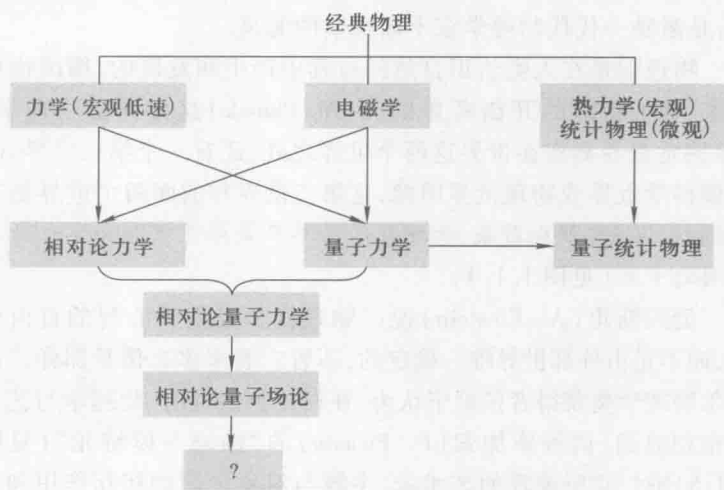 经典物理
力学(宏观低速)
电磁学
热力学(宏观)
统计物理(微观)
相对论力学
量子力学
量子统计物理
相对论量子力学
相对论量子场论
?